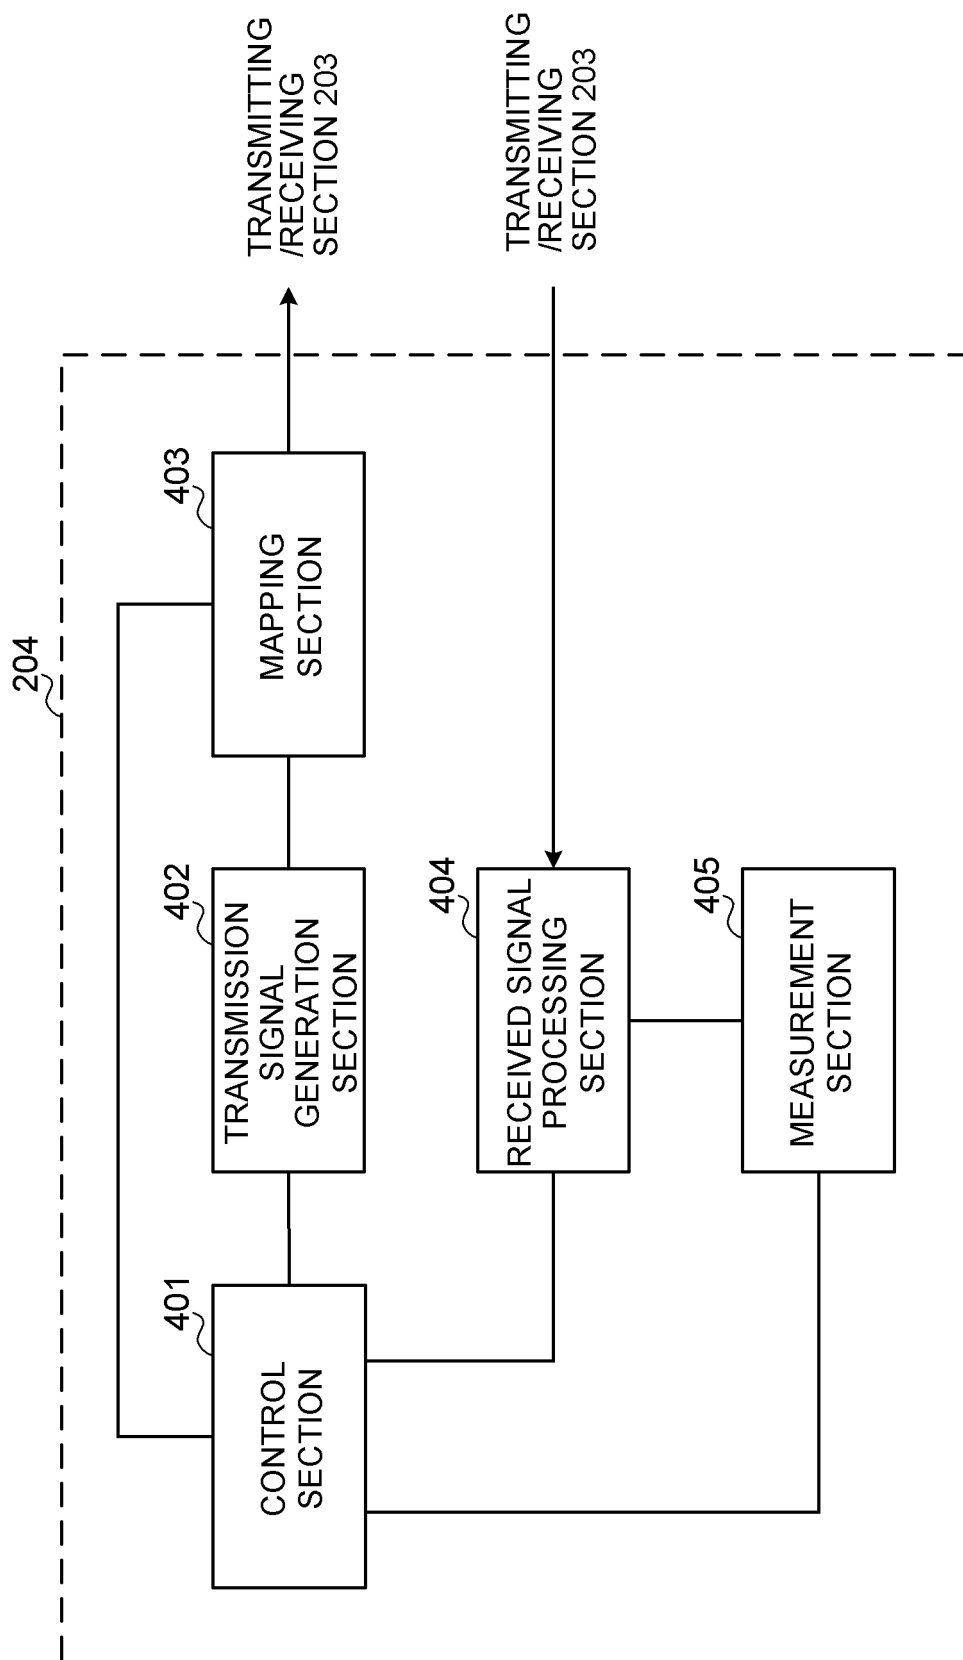 204
401
CONTROL
SECTION
402
TRANSMISSION
SIGNAL
GENERATION
SECTION
403
MAPPING
SECTION
TRANSMITTING
/RECEIVING
SECTION 203
404
RECEIVED SIGNAL
PROCESSING
SECTION
TRANSMITTING
/RECEIVING
SECTION 203
405
MEASUREMENT
SECTION